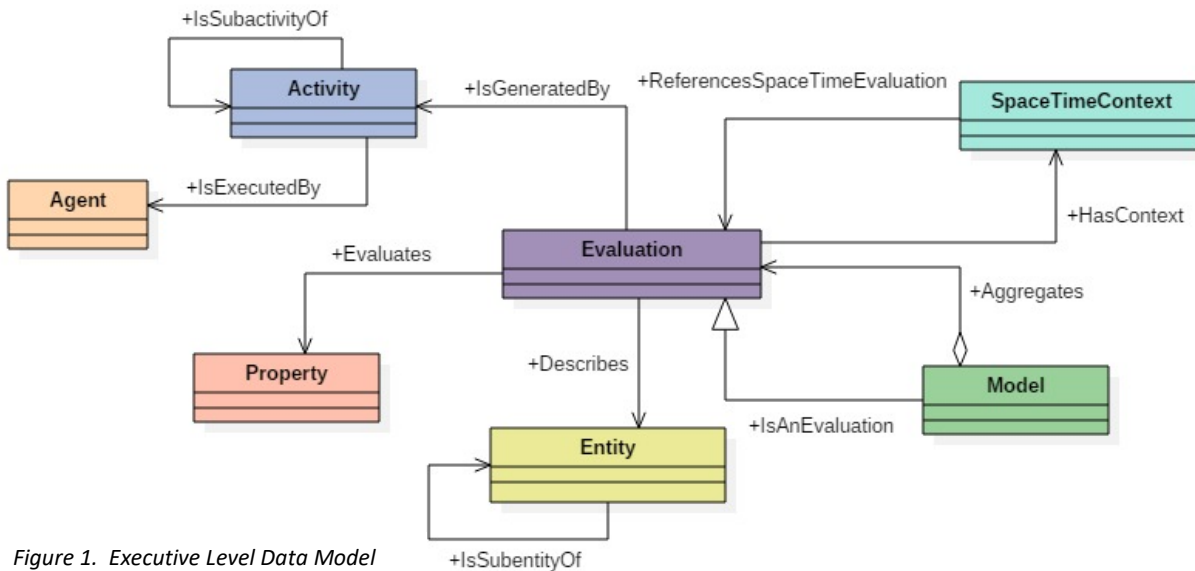 +IsSubactivityOf
Activity
+IsGeneratedBy
+ReferencesSpaceTimeEvaluation
SpaceTimeContext
Agent
+IsExecutedBy
+HasContext
Evaluation
+Evaluates
+Aggregates
Property
+Describes
Model
+IsAnEvaluation
Entity
+IsSubentityOf
Figure 1. Executive Level Data Model